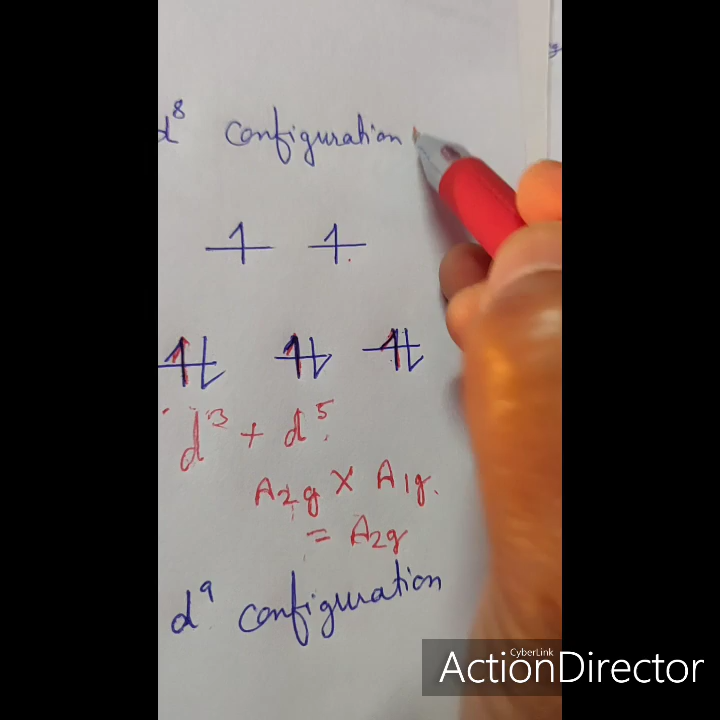 d⁸ configuration
d³ + d⁵
A₂g × A₁g.
= A₂g
d⁹ configuration
CyberLink
ActionDirector